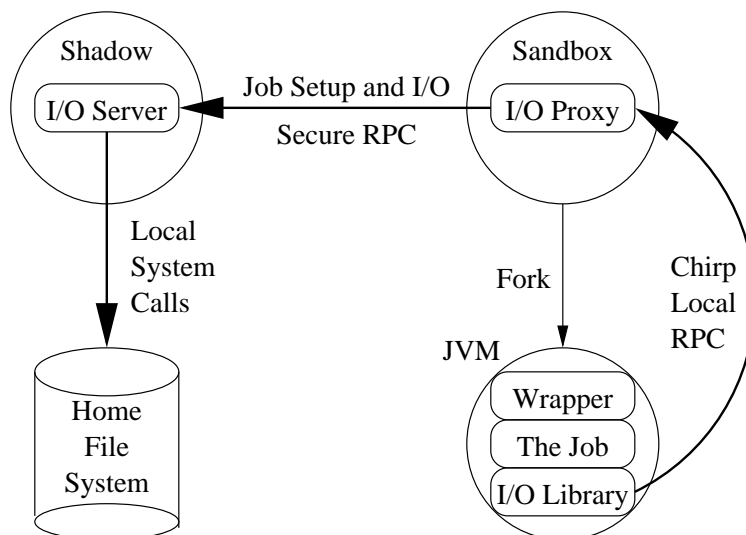 Shadow
I/O Server
Job Setup and I/O
Secure RPC
Sandbox
I/O Proxy
Local
System
Calls
Fork
Chirp
Local
RPC
Home
File
System
JVM
Wrapper
The Job
I/O Library